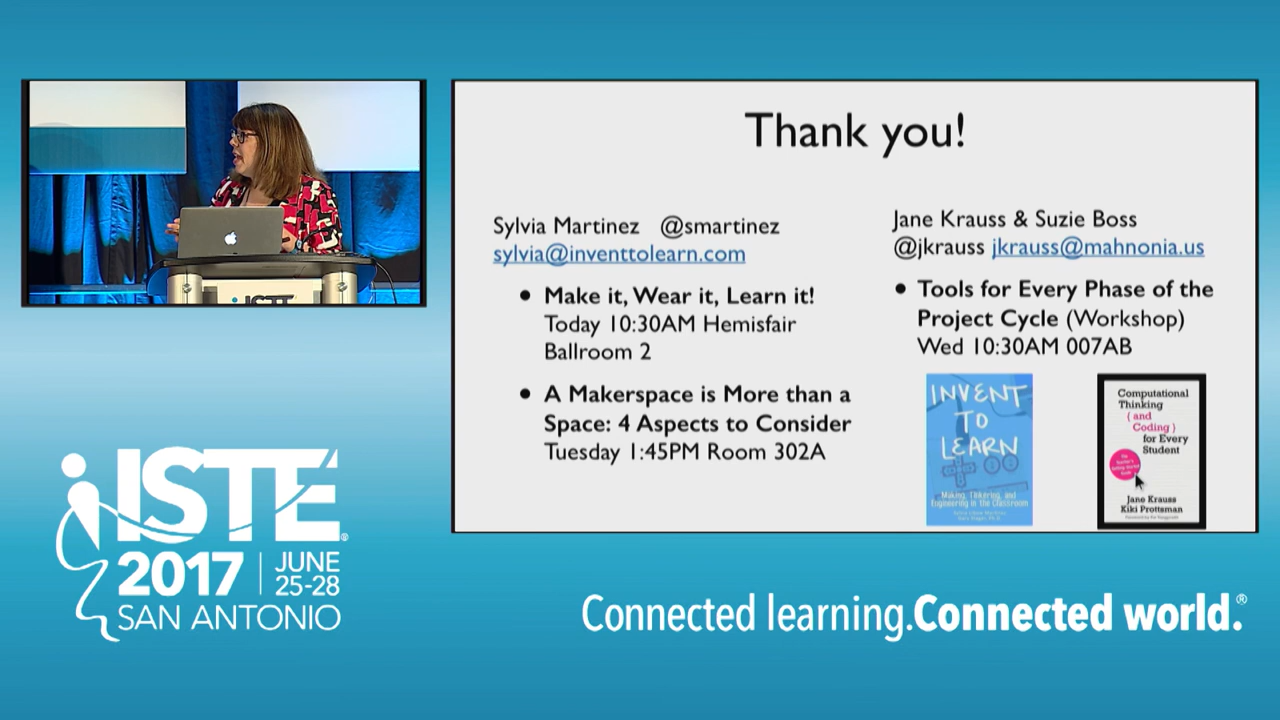 Thank you!
Sylvia Martinez @smartinez
sylvia@inventtolearn.com
• Make it, Wear it, Learn it!
Today 10:30AM Hemisfair
Ballroom 2
• A Makerspace is More than a
Space: 4 Aspects to Consider
Tuesday 1:45PM Room 302A
Jane Krauss & Suzie Boss
@jkrauss jkrauss@mahnonia.us
• Tools for Every Phase of the
Project Cycle (Workshop)
Wed 10:30AM 007AB
INVENT
TO
LEARN
Making, Tinkering, and
Engineering in the Classroom
Computational
Thinking
{ and
Coding }
for Every
Student
Jane Krauss
Kiki Prottsman
ISTE
ISTE®
2017
JUNE
25-28
SAN ANTONIO
Connected learning.Connected world.®